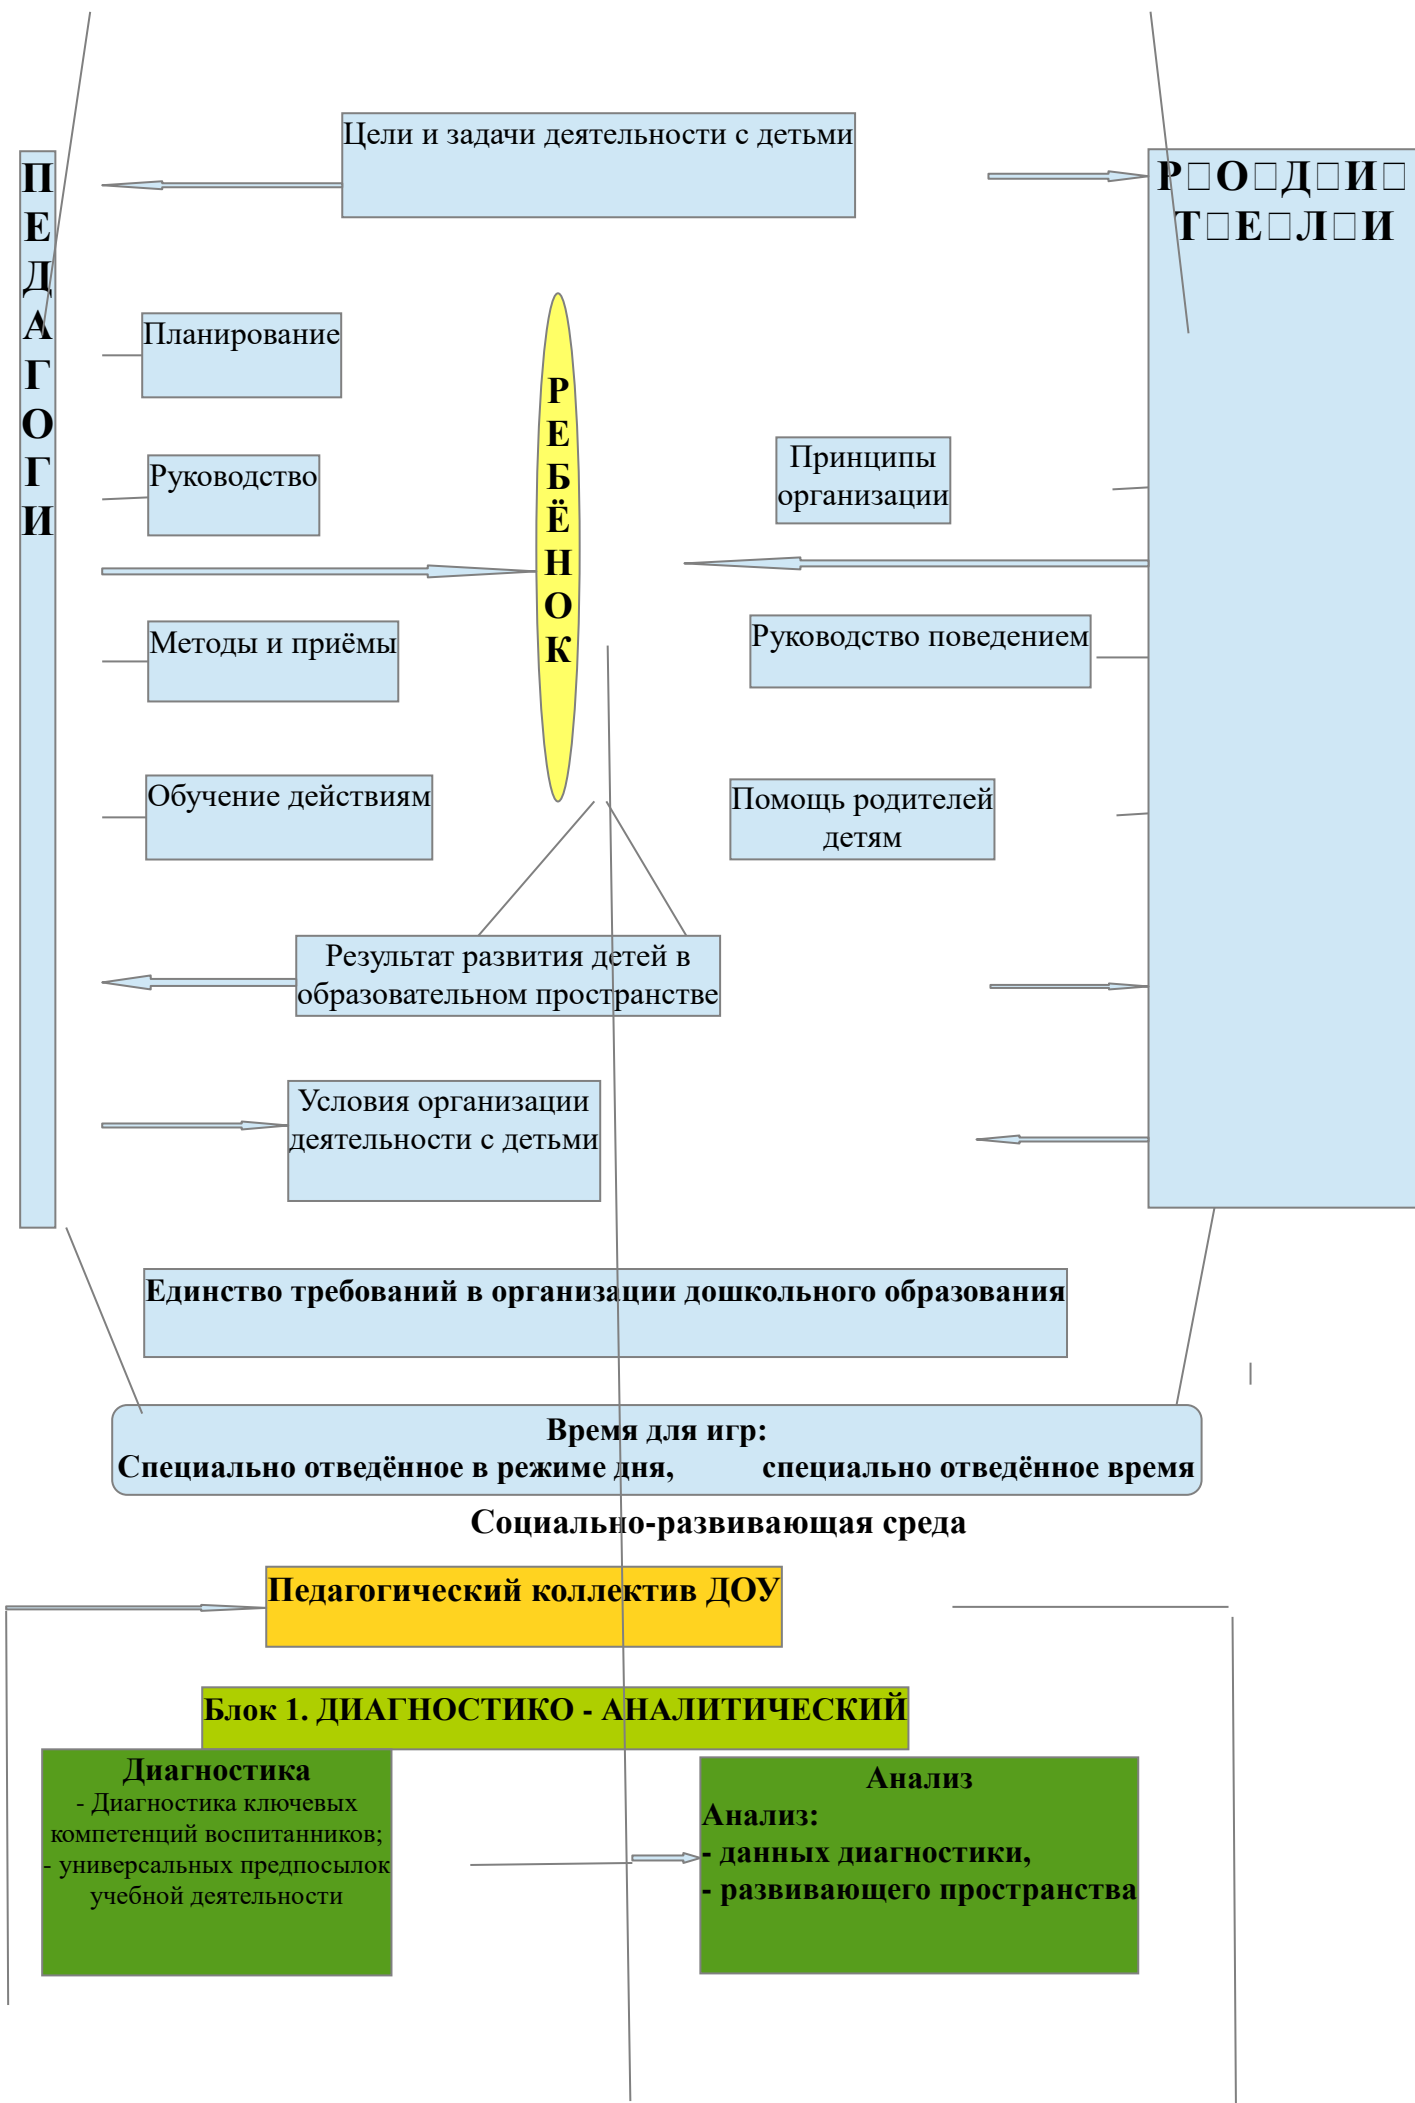 Цели и задачи деятельности с детьми
П
Е
Д
А
Г
О
Г
И
Р□О□Д□И□
Т□Е□Л□И
Планирование
Р
Е
Б
Ё
Н
О
К
Руководство
Принципы
организации
Методы и приёмы
Руководство поведением
Обучение действиям
Помощь родителей
детям
Результат развития детей в
образовательном пространстве
Условия организации
деятельности с детьми
Единство требований в организации дошкольного образования
Время для игр:
Специально отведённое в режиме дня, специально отведённое время
Социально-развивающая среда
Педагогический коллектив ДОУ
Блок 1. ДИАГНОСТИКО - АНАЛИТИЧЕСКИЙ
Диагностика
- Диагностика ключевых
компетенций воспитанников;
- универсальных предпосылок
учебной деятельности
Анализ
Анализ:
- данных диагностики,
- развивающего пространства